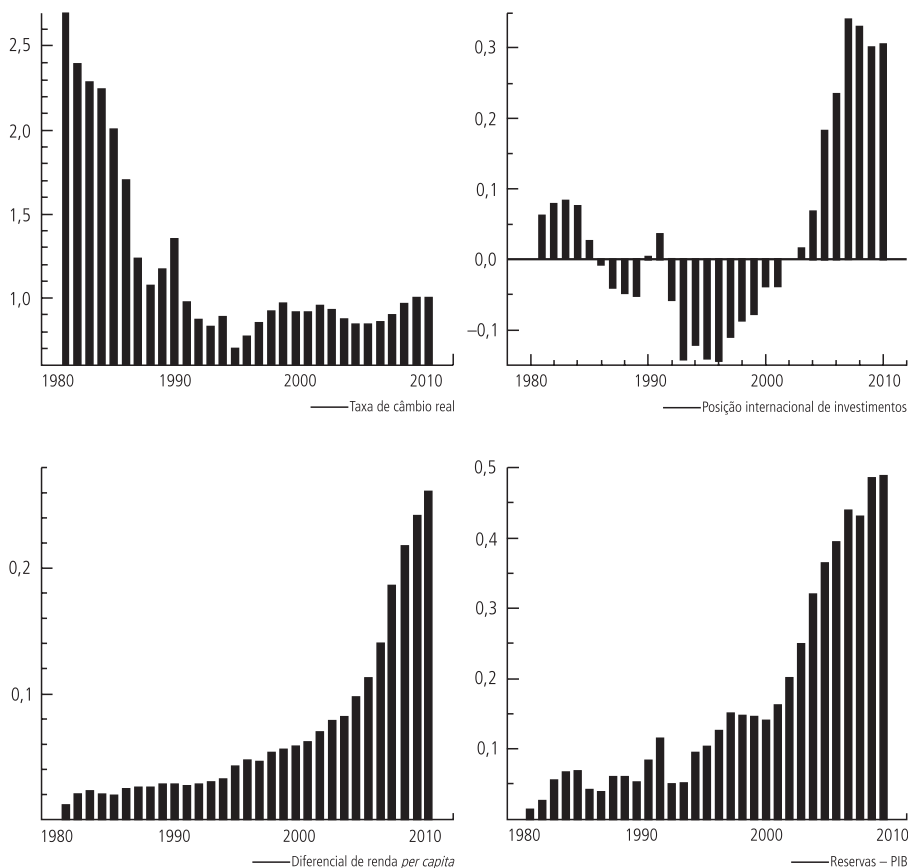 2,5
2,0
1,5
1,0
1980 1990 2000 2010
Taxa de câmbio real
0,3
0,2
0,1
0,0
–0,1
1980 1990 2000 2010
Posição internacional de investimentos
0,2
0,1
1980 1990 2000 2010
Diferencial de renda per capita
0,5
0,4
0,3
0,2
0,1
1980 1990 2000 2010
Reservas – PIB